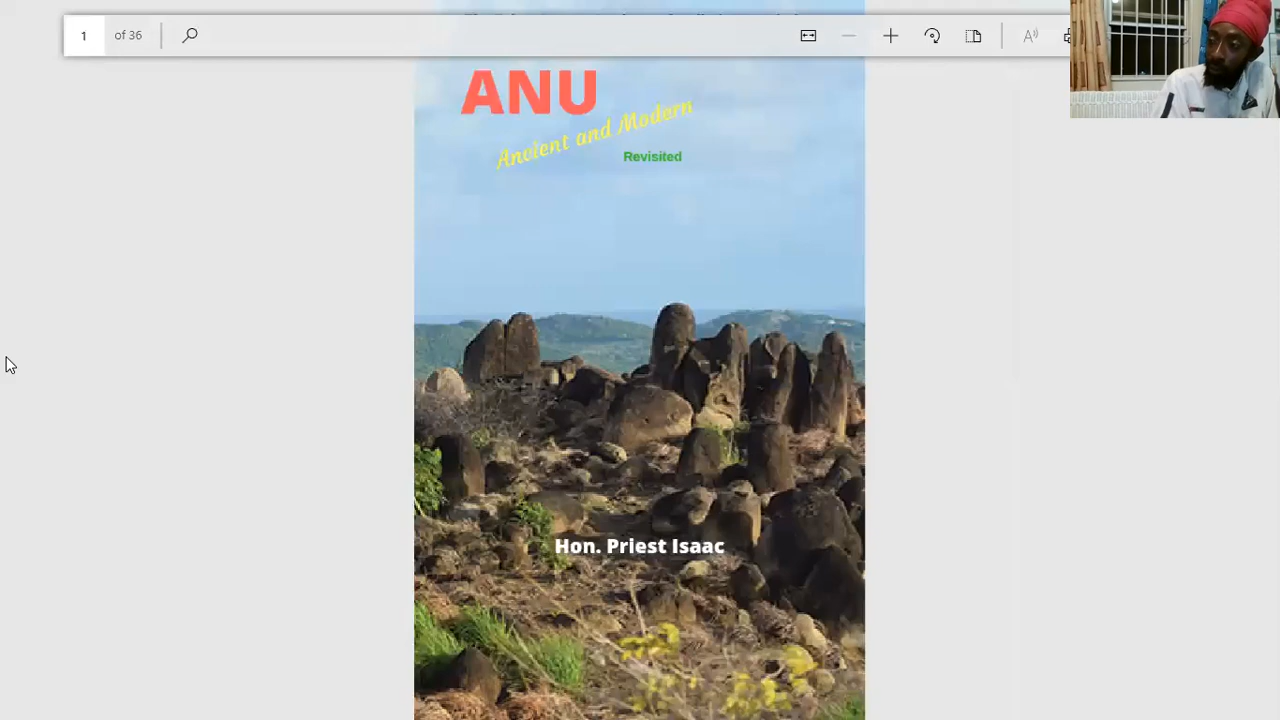 1 of 36
ANU
Ancient and Modern
Revisited
Hon. Priest Isaac